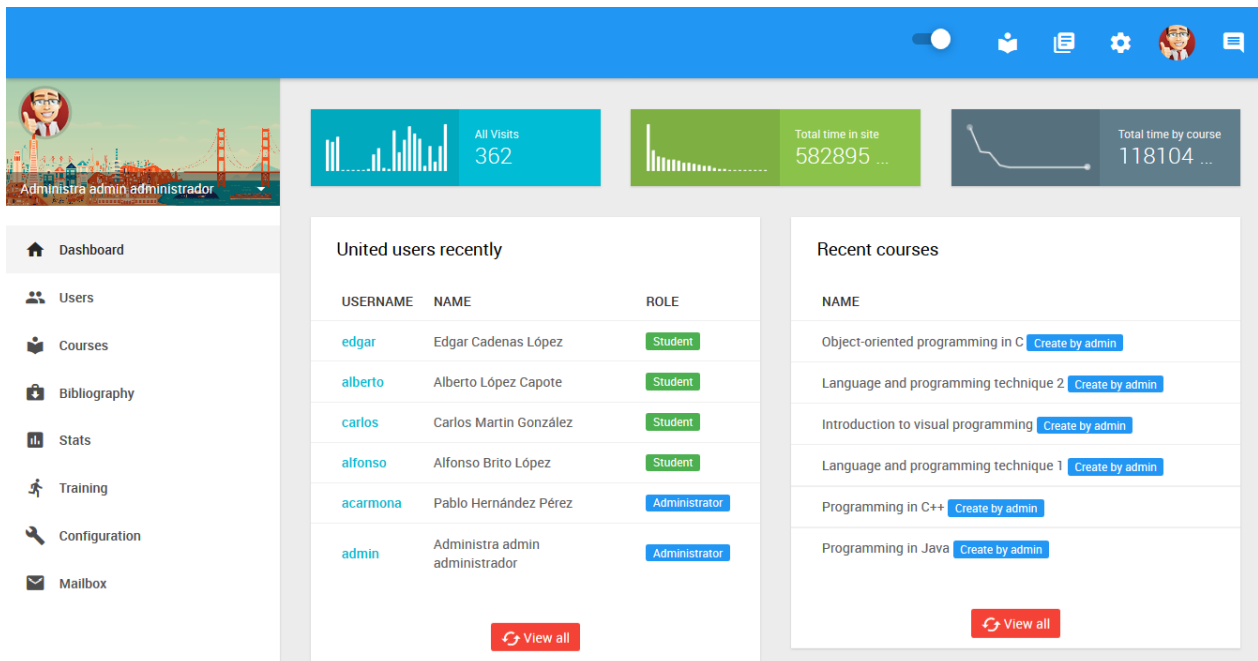 Administra admin administrador
Dashboard
Users
Courses
Bibliography
Stats
Training
Configuration
Mailbox
All Visits
362
Total time in site
582895 ...
Total time by course
118104 ...
United users recently
USERNAME NAME ROLE
edgar Edgar Cadenas López Student
alberto Alberto López Capote Student
carlos Carlos Martin González Student
alfonso Alfonso Brito López Student
acarmona Pablo Hernández Pérez Administrator
admin Administra admin administrador Administrator
View all
Recent courses
NAME
Object-oriented programming in C Create by admin
Language and programming technique 2 Create by admin
Introduction to visual programming Create by admin
Language and programming technique 1 Create by admin
Programming in C++ Create by admin
Programming in Java Create by admin
View all